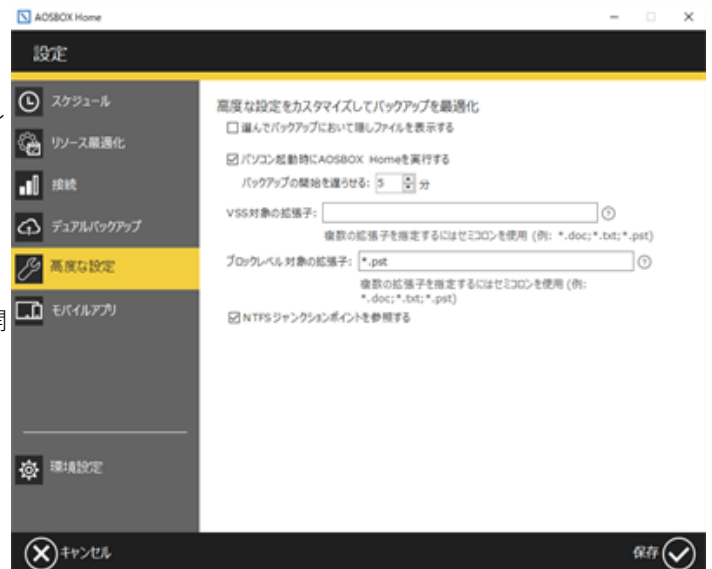 AOSBOX Home
設定
スケジュール
リソース最適化
接続
デュアルバックアップ
高度な設定
モバイルアプリ
環境設定
高度な設定をカスタマイズしてバックアップを最適化
選んでバックアップにおいて隠しファイルを表示する
パソコン起動時にAOSBOX Homeを実行する
バックアップの開始を遅らせる: 5 分
VSS対象の拡張子:
複数の拡張子を指定するにはセミコロンを使用 (例: *.doc;*.txt;*.pst)
ブロックレベル対象の拡張子: *.pst
複数の拡張子を指定するにはセミコロンを使用 (例:
*.doc;*.txt;*.pst)
NTFSジャンクションポイントを参照する
キャンセル
保存